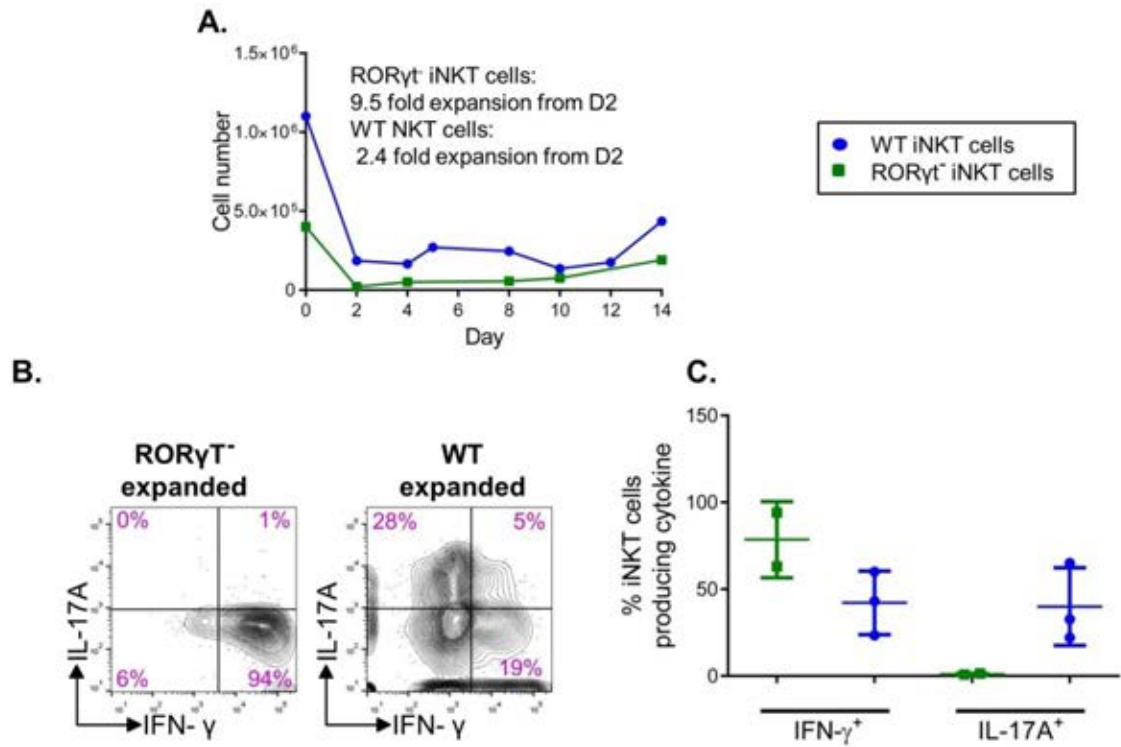 A.
1.5×10⁶
1.0×10⁶
5.0×10⁵
0
Cell number
RORγt⁻ iNKT cells:
9.5 fold expansion from D2
WT NKT cells:
2.4 fold expansion from D2
0 2 4 6 8 10 12 14
Day
WT iNKT cells
RORγt⁻ iNKT cells
B.
RORγT⁻
expanded
WT
expanded
0% 1%
6% 94%
28% 5%
19%
IL-17A
IFN- γ
IL-17A
IFN- γ
C.
% iNKT cells
producing cytokine
150
100
50
0
IFN-γ⁺
IL-17A⁺